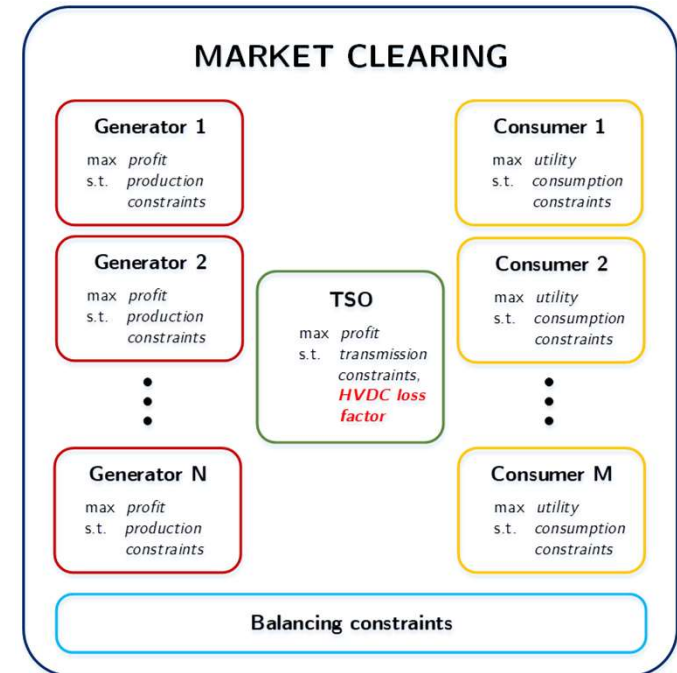 MARKET CLEARING
Generator 1
max profit
s.t. production
constraints
Generator 2
max profit
s.t. production
constraints
Generator N
max profit
s.t. production
constraints
TSO
max profit
s.t. transmission
constraints,
HVDC loss
factor
Consumer 1
max utility
s.t. consumption
constraints
Consumer 2
max utility
s.t. consumption
constraints
Consumer M
max utility
s.t. consumption
constraints
Balancing constraints